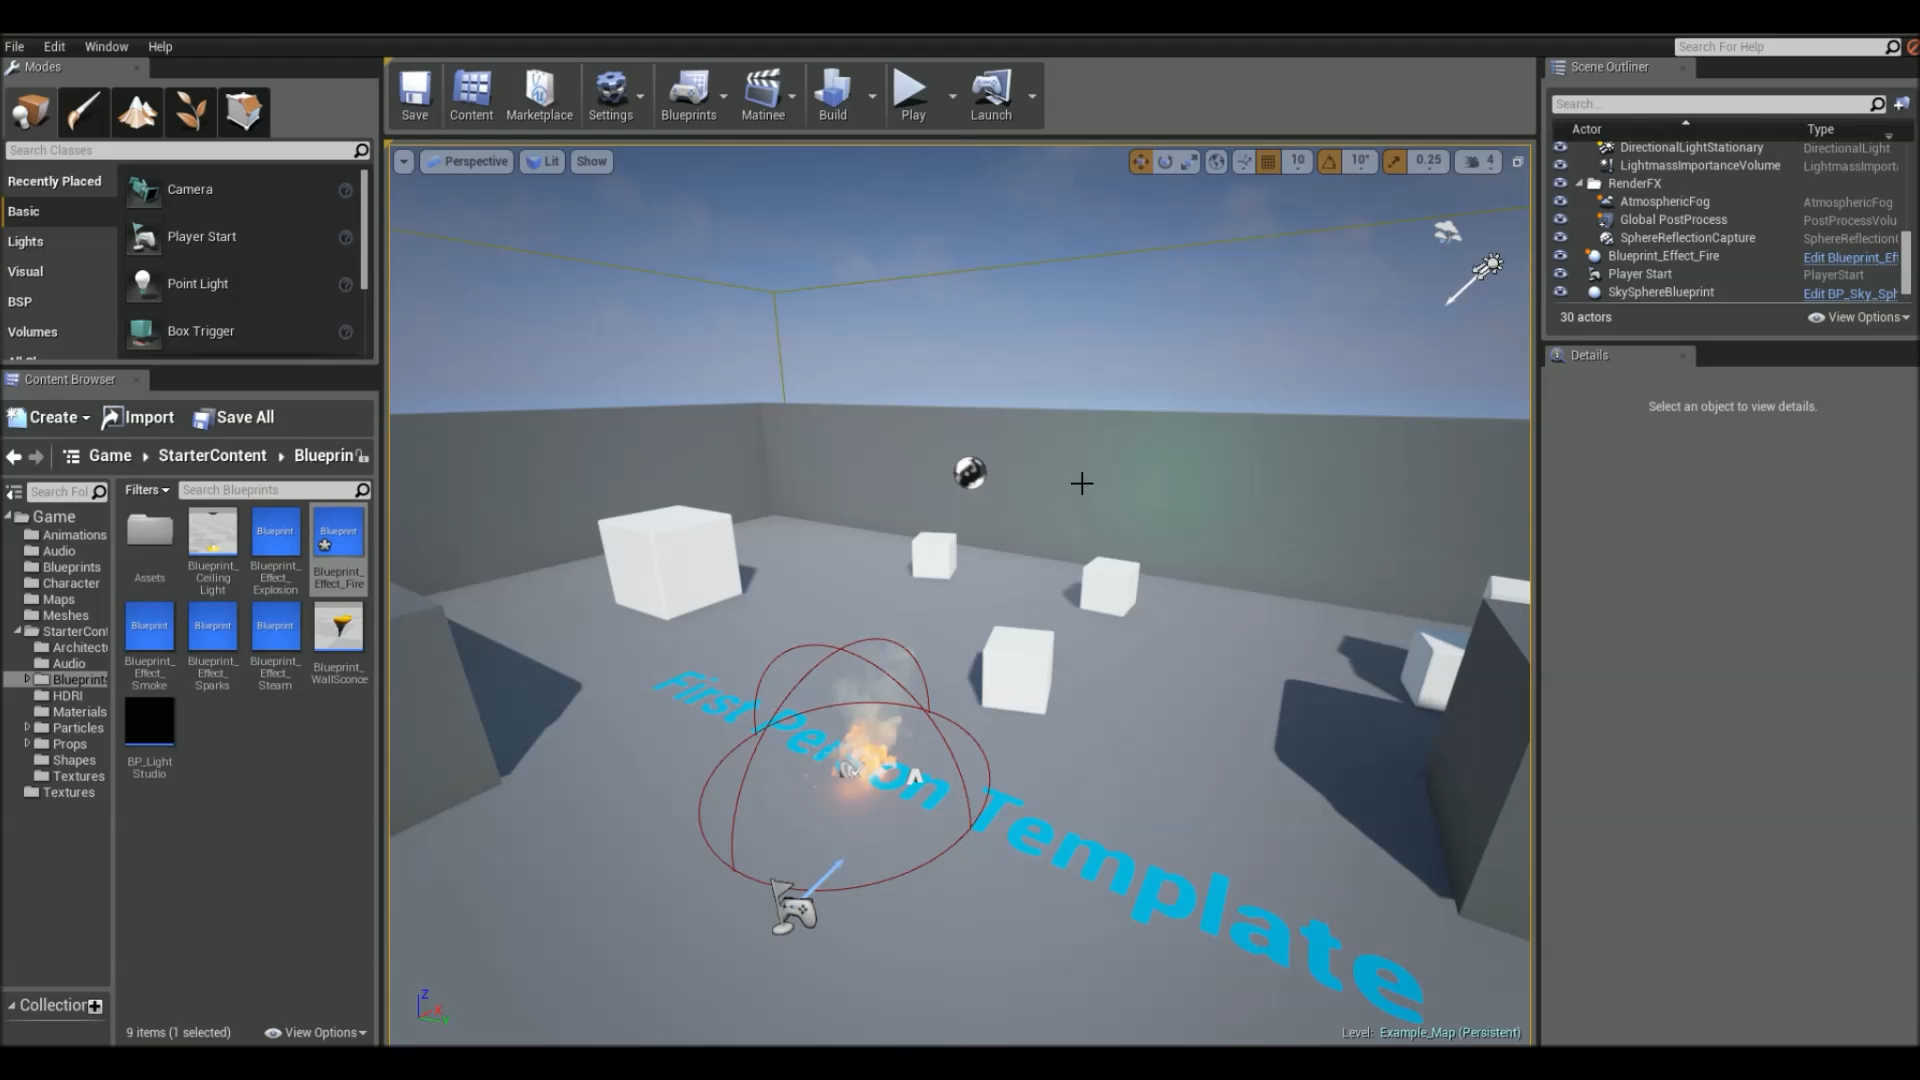 File Edit Window Help
Search For Help
Modes
Search Classes
Recently Placed
Basic
Lights
Visual
BSP
Volumes
Camera
Player Start
Point Light
Box Trigger
Save
Content
Marketplace
Settings
Blueprints
Matinee
Build
Play
Launch
Perspective
Lit
Show
10
10°
0.25
4
Scene Outliner
Search...
Actor Type
DirectionalLightStationary DirectionalLight
LightmassImportanceVolume LightmassImporta
RenderFX
AtmosphericFog AtmosphericFog
Global PostProcess PostProcessVolu
SphereReflectionCapture SphereReflection
Blueprint_Effect_Fire Edit Blueprint_Ef
Player Start PlayerStart
SkySphereBlueprint Edit BP_Sky_Sph
30 actors View Options
Details
Select an object to view details.
Content Browser
Create Import Save All
Game StarterContent Blueprin
Search Fol
Filters
Search Blueprints
Game
Animations
Audio
Blueprints
Character
Maps
Meshes
StarterCont
Architect
Audio
Blueprints
HDRI
Materials
Particles
Props
Shapes
Textures
Textures
Collection
Assets
Blueprint_
Ceiling
Light
Blueprint
Blueprint_
Effect_
Explosion
Blueprint
Blueprint_
Effect_Fire
Blueprint
Blueprint_
Effect_
Smoke
Blueprint
Blueprint_
Effect_
Sparks
Blueprint
Blueprint_
Effect_
Steam
Blueprint_
WallSconce
BP_Light
Studio
9 items (1 selected) View Options
First Person Template
Z
X
Y
Level: Example_Map (Persistent)